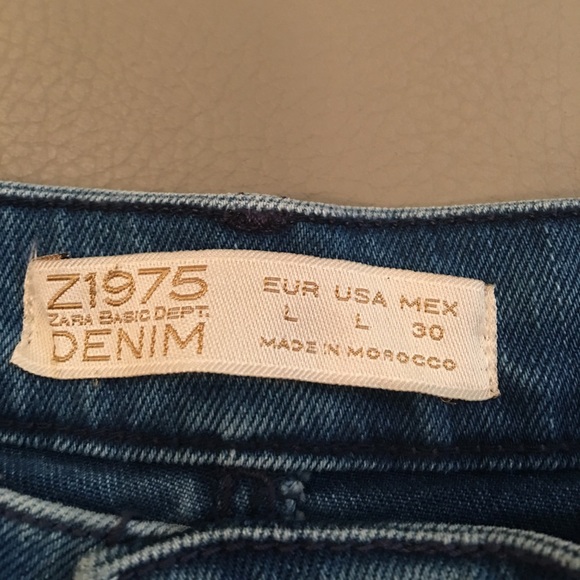 Z1975
ZARA BASIC DEPT.
DENIM
EUR USA MEX
L L 30
MADE IN MOROCCO